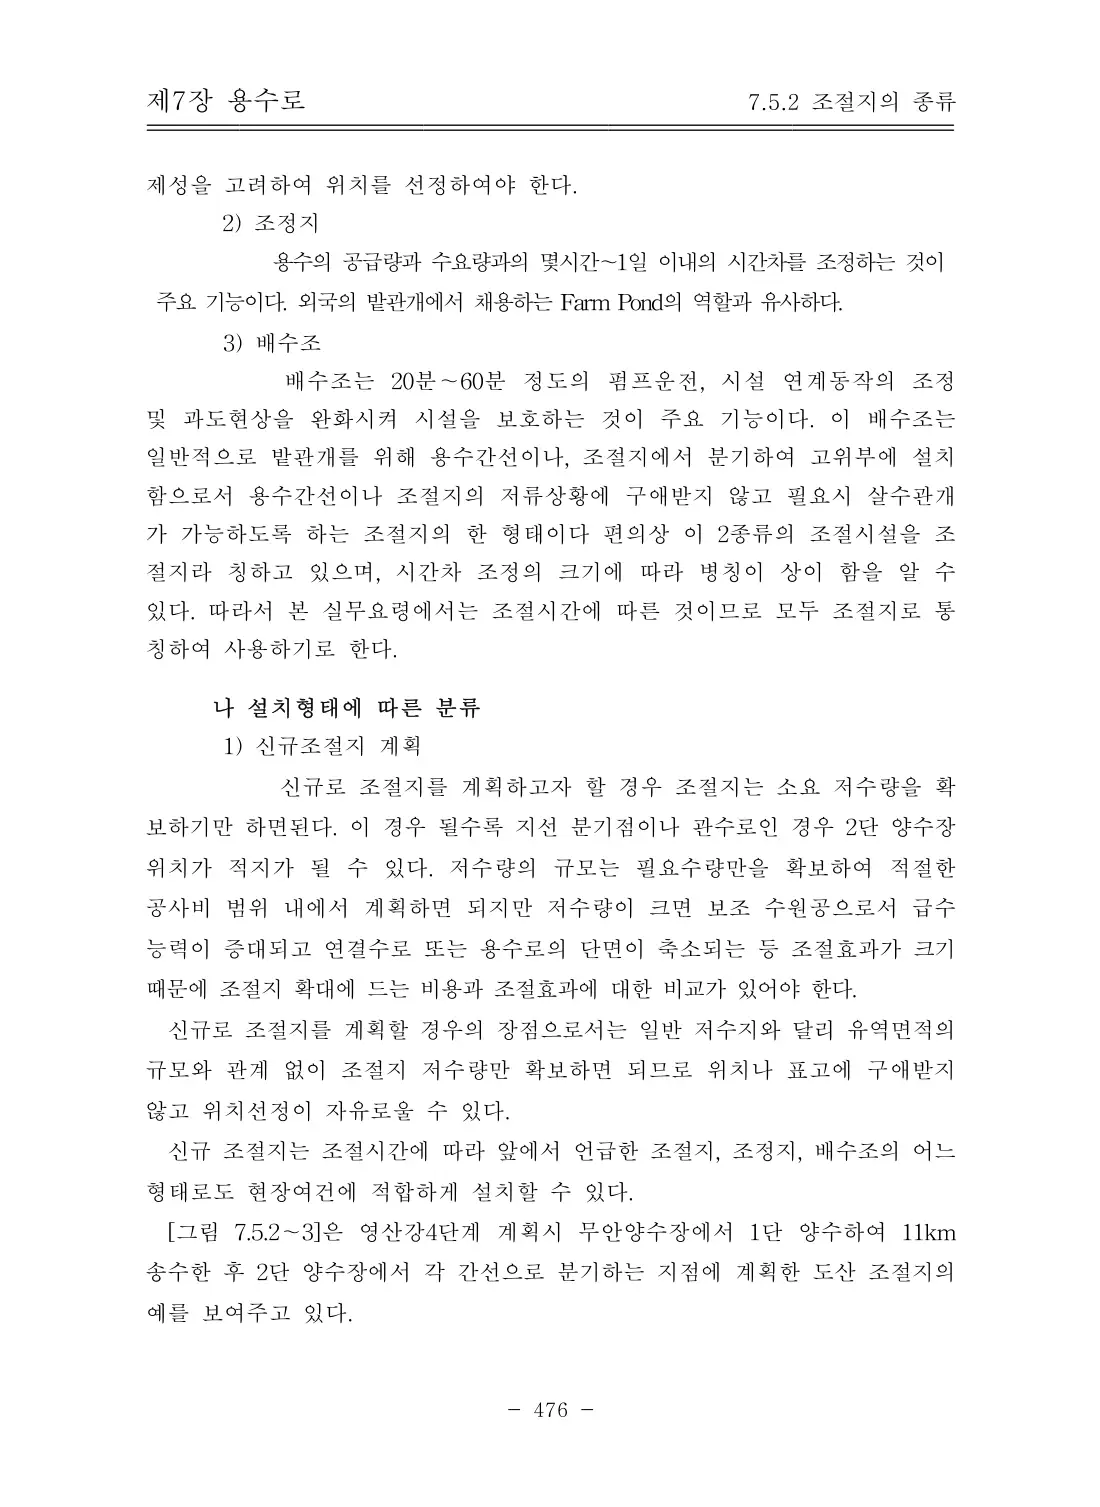 제7장 용수로
7.5.2 조절지의 종류
제성을 고려하여 위치를 선정하여야 한다.
2) 조정지
용수의 공급량과 수요량과의 몇시간~1일 이내의 시간차를 조정하는 것이
주요 기능이다. 외국의 밭관개에서 채용하는 Farm Pond의 역할과 유사하다.
3) 배수조
배수조는 20분~60분 정도의 펌프운전, 시설 연계동작의 조정
및 과도현상을 완화시켜 시설을 보호하는 것이 주요 기능이다. 이 배수조는
일반적으로 밭관개를 위해 용수간선이나, 조절지에서 분기하여 고위부에 설치
함으로서 용수간선이나 조절지의 저류상황에 구애받지 않고 필요시 살수관개
가 가능하도록 하는 조절지의 한 형태이다 편의상 이 2종류의 조절시설을 조
절지라 칭하고 있으며, 시간차 조정의 크기에 따라 병칭이 상이 함을 알 수
있다. 따라서 본 실무요령에서는 조절시간에 따른 것이므로 모두 조절지로 통
칭하여 사용하기로 한다.
나 설치형태에 따른 분류
1) 신규조절지 계획
신규로 조절지를 계획하고자 할 경우 조절지는 소요 저수량을 확
보하기만 하면된다. 이 경우 될수록 지선 분기점이나 관수로인 경우 2단 양수장
위치가 적지가 될 수 있다. 저수량의 규모는 필요수량만을 확보하여 적절한
공사비 범위 내에서 계획하면 되지만 저수량이 크면 보조 수원공으로서 급수
능력이 증대되고 연결수로 또는 용수로의 단면이 축소되는 등 조절효과가 크기
때문에 조절지 확대에 드는 비용과 조절효과에 대한 비교가 있어야 한다.
신규로 조절지를 계획할 경우의 장점으로서는 일반 저수지와 달리 유역면적의
규모와 관계 없이 조절지 저수량만 확보하면 되므로 위치나 표고에 구애받지
않고 위치선정이 자유로울 수 있다.
신규 조절지는 조절시간에 따라 앞에서 언급한 조절지, 조정지, 배수조의 어느
형태로도 현장여건에 적합하게 설치할 수 있다.
[그림 7.5.2~3]은 영산강4단계 계획시 무안양수장에서 1단 양수하여 11km
송수한 후 2단 양수장에서 각 간선으로 분기하는 지점에 계획한 도산 조절지의
예를 보여주고 있다.
- 476 -